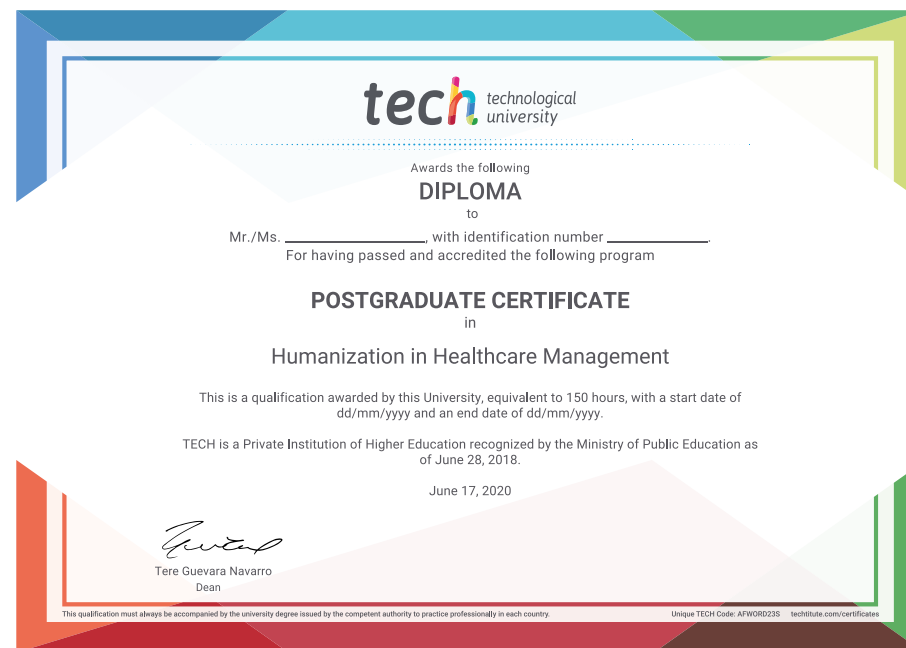 tech technological
university
Awards the following
DIPLOMA
to
Mr./Ms. ____________________, with identification number ______________.
For having passed and accredited the following program
POSTGRADUATE CERTIFICATE
in
Humanization in Healthcare Management
This is a qualification awarded by this University, equivalent to 150 hours, with a start date of
dd/mm/yyyy and an end date of dd/mm/yyyy.
TECH is a Private Institution of Higher Education recognized by the Ministry of Public Education as
of June 28, 2018.
June 17, 2020
Tere Guevara Navarro
Dean
This qualification must always be accompanied by the university degree issued by the competent authority to practice professionally in each country. Unique TECH Code: AFWORD23S techtitute.com/certificates